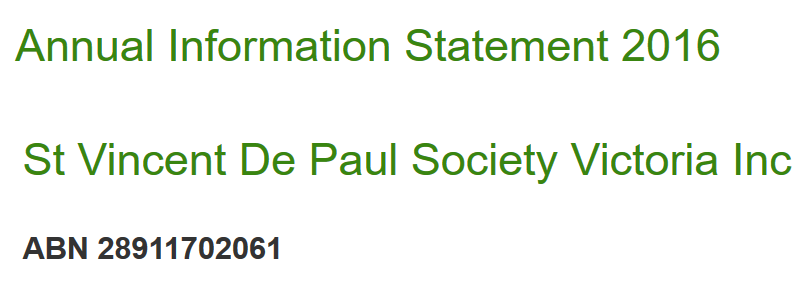 Annual Information Statement 2016
St Vincent De Paul Society Victoria Inc
ABN 28911702061